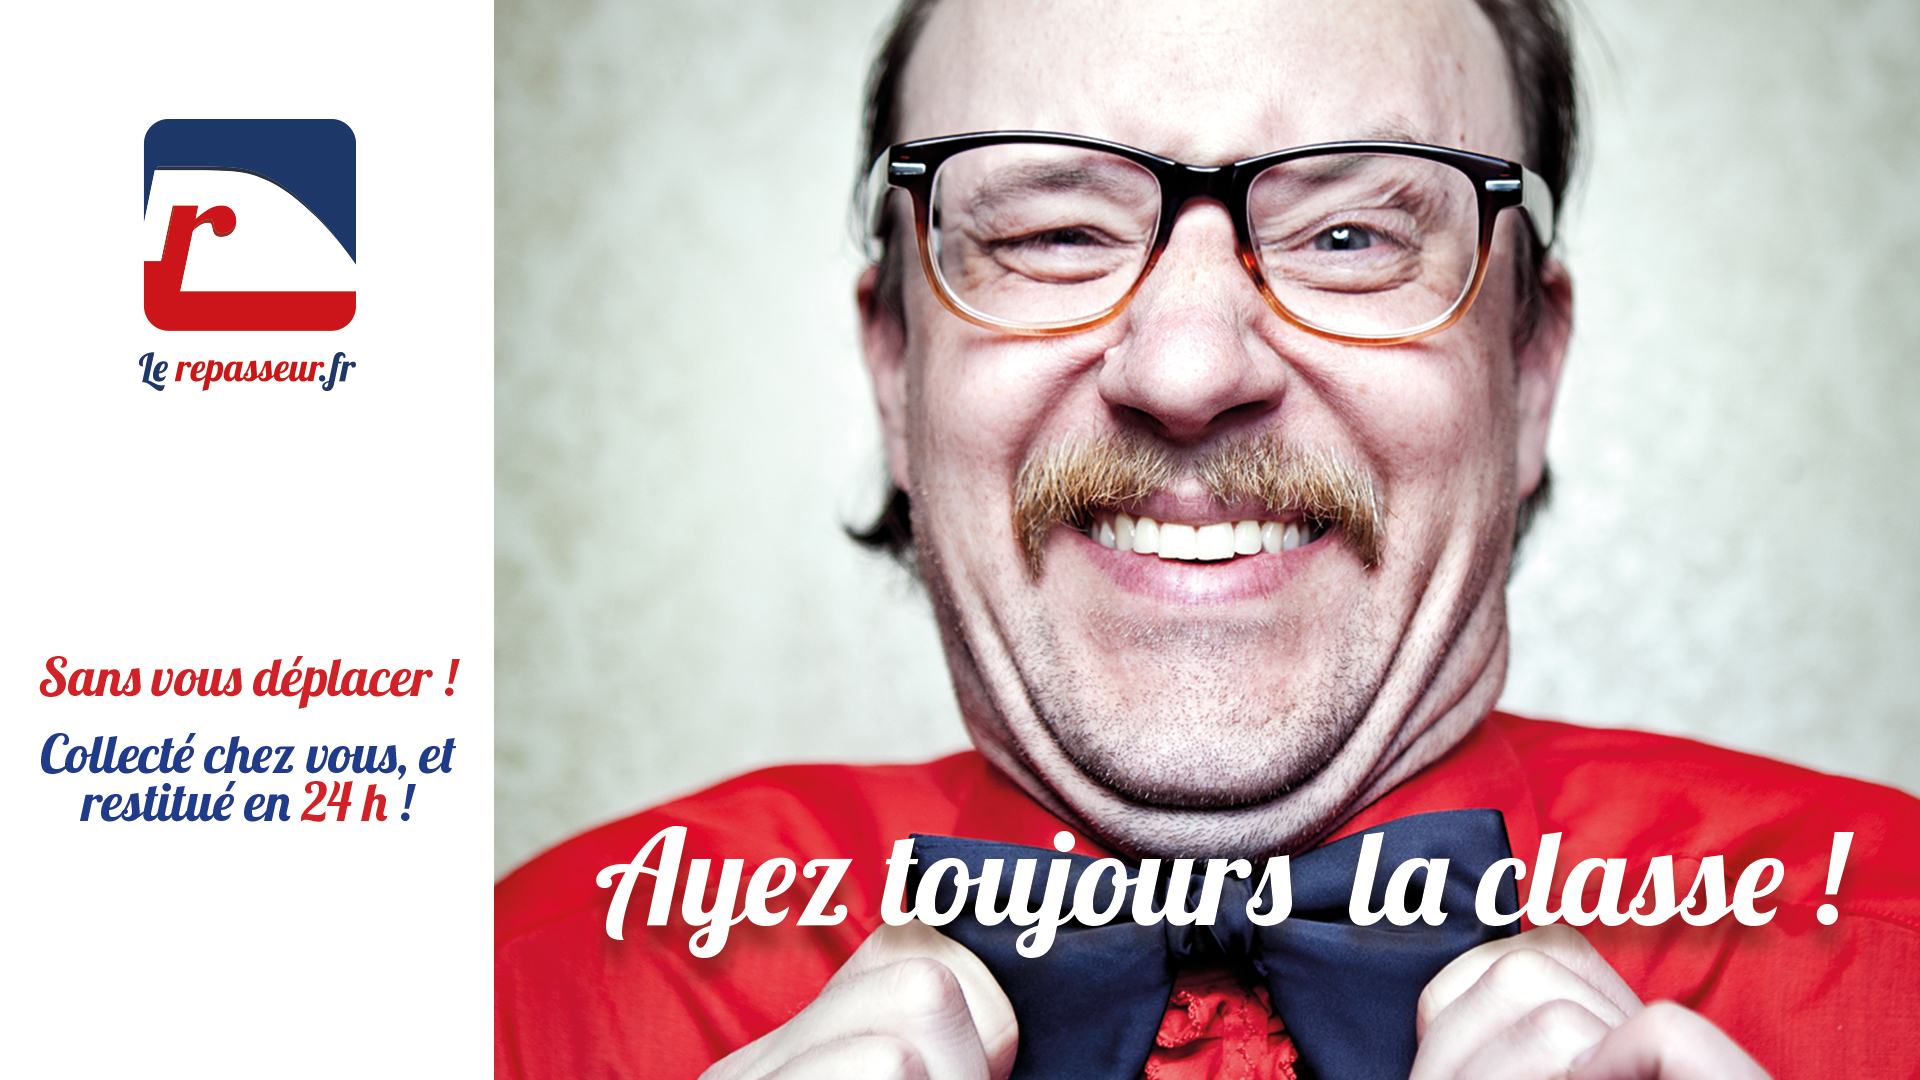 r
Le repasseur.fr
Sans vous déplacer !
Collecté chez vous, et
restitué en 24 h !
Ayez toujours la classe !